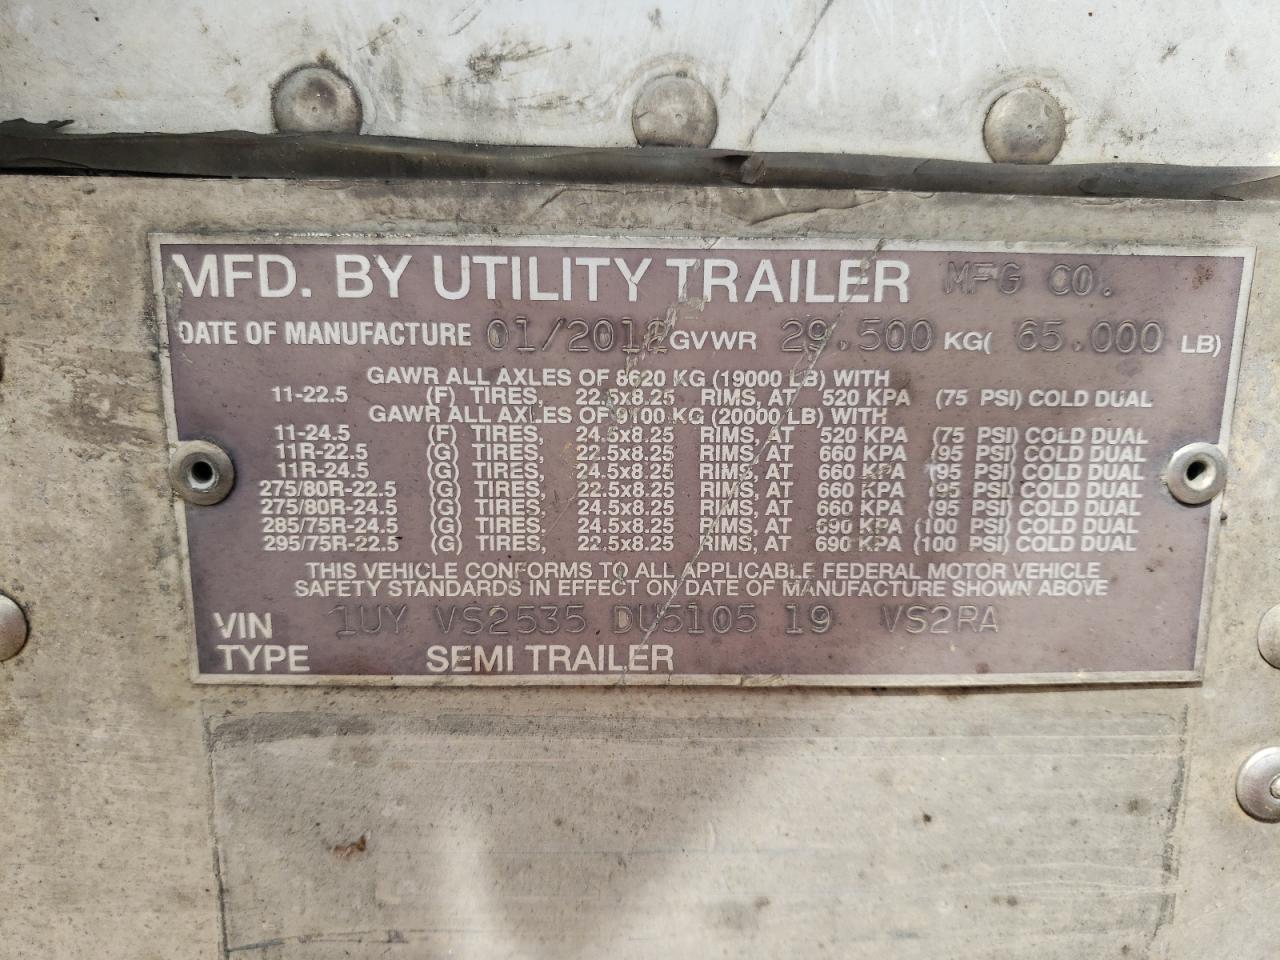 MFD. BY UTILITY TRAILER MFG CO.
DATE OF MANUFACTURE 01/2012 GVWR 29.500 KG( 65.000 LB)
GAWR ALL AXLES OF 8620 KG (19000 LB) WITH
11-22.5 (F) TIRES, 22.5x8.25 RIMS, AT 520 KPA (75 PSI) COLD DUAL
GAWR ALL AXLES OF 9100 KG (20000 LB) WITH
11-24.5 (F) TIRES, 24.5x8.25 RIMS, AT 520 KPA (75 PSI) COLD DUAL
11R-22.5 (G) TIRES, 22.5x8.25 RIMS, AT 660 KPA (95 PSI) COLD DUAL
11R-24.5 (G) TIRES, 24.5x8.25 RIMS, AT 660 KPA (95 PSI) COLD DUAL
275/80R-22.5 (G) TIRES, 22.5x8.25 RIMS, AT 660 KPA (95 PSI) COLD DUAL
275/80R-24.5 (G) TIRES, 24.5x8.25 RIMS, AT 660 KPA (95 PSI) COLD DUAL
285/75R-24.5 (G) TIRES, 24.5x8.25 RIMS, AT 690 KPA (100 PSI) COLD DUAL
295/75R-22.5 (G) TIRES, 22.5x8.25 RIMS, AT 690 KPA (100 PSI) COLD DUAL
THIS VEHICLE CONFORMS TO ALL APPLICABLE FEDERAL MOTOR VEHICLE
SAFETY STANDARDS IN EFFECT ON DATE OF MANUFACTURE SHOWN ABOVE
VIN 1UY VS2535 DU5105 19 VS2RA
TYPE SEMI TRAILER